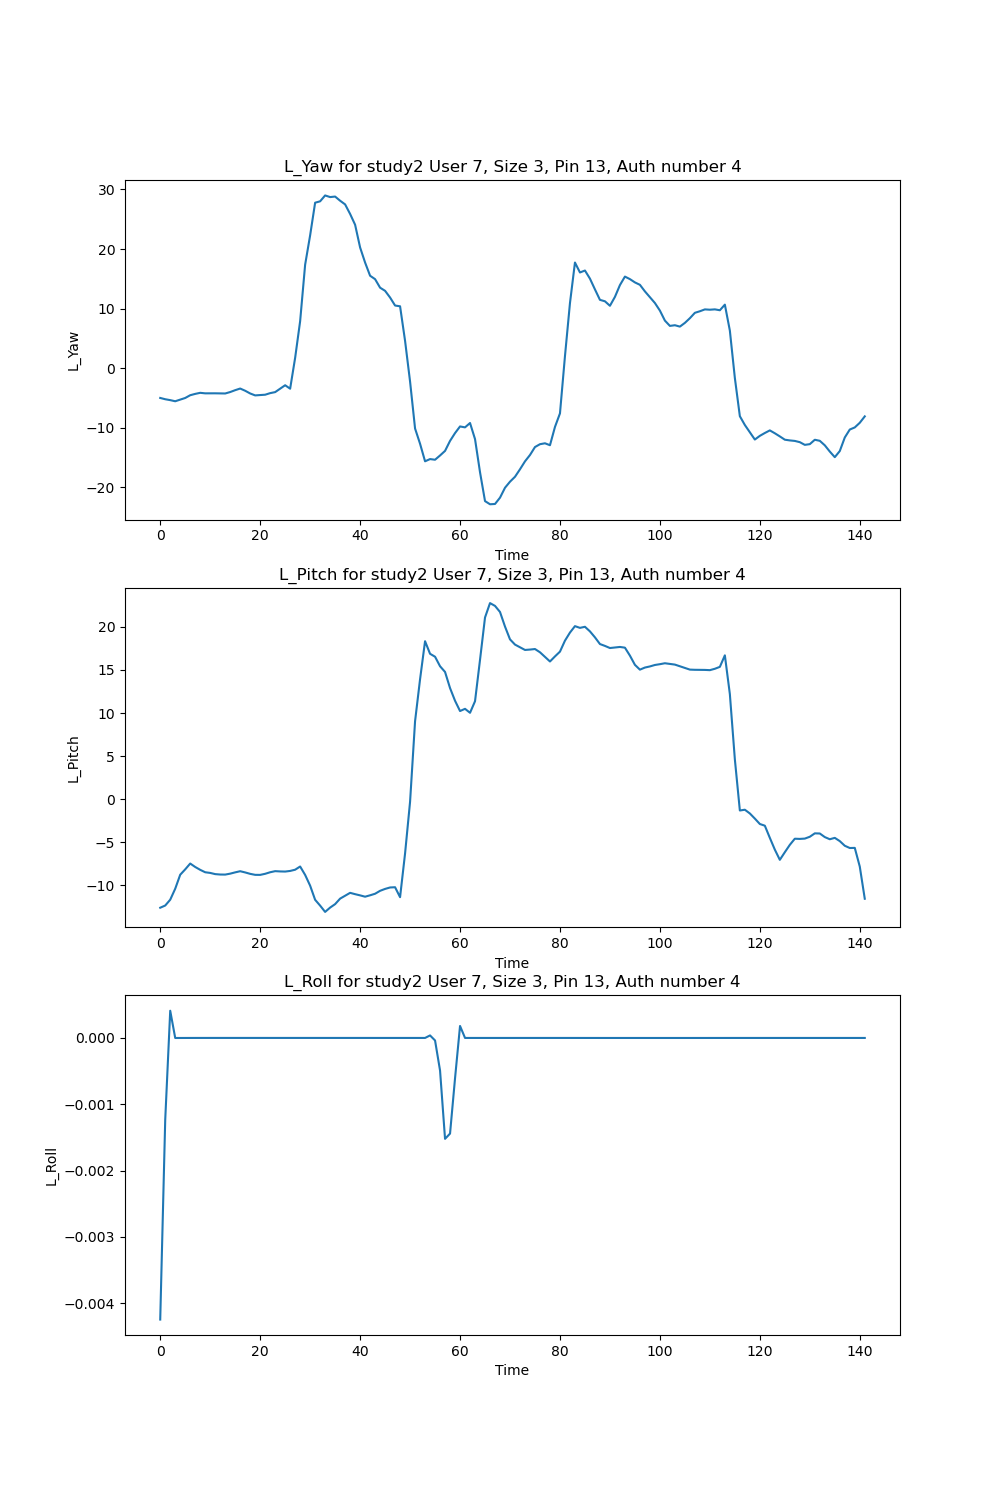 L_Yaw for study2 User 7, Size 3, Pin 13, Auth number 4
30
20
10
0
−10
−20
L_Yaw
0 20 40 60 80 100 120 140
Time
L_Pitch for study2 User 7, Size 3, Pin 13, Auth number 4
20
15
10
5
0
−5
−10
L_Pitch
0 20 40 60 80 100 120 140
Time
L_Roll for study2 User 7, Size 3, Pin 13, Auth number 4
0.000
−0.001
−0.002
−0.003
−0.004
L_Roll
0 20 40 60 80 100 120 140
Time